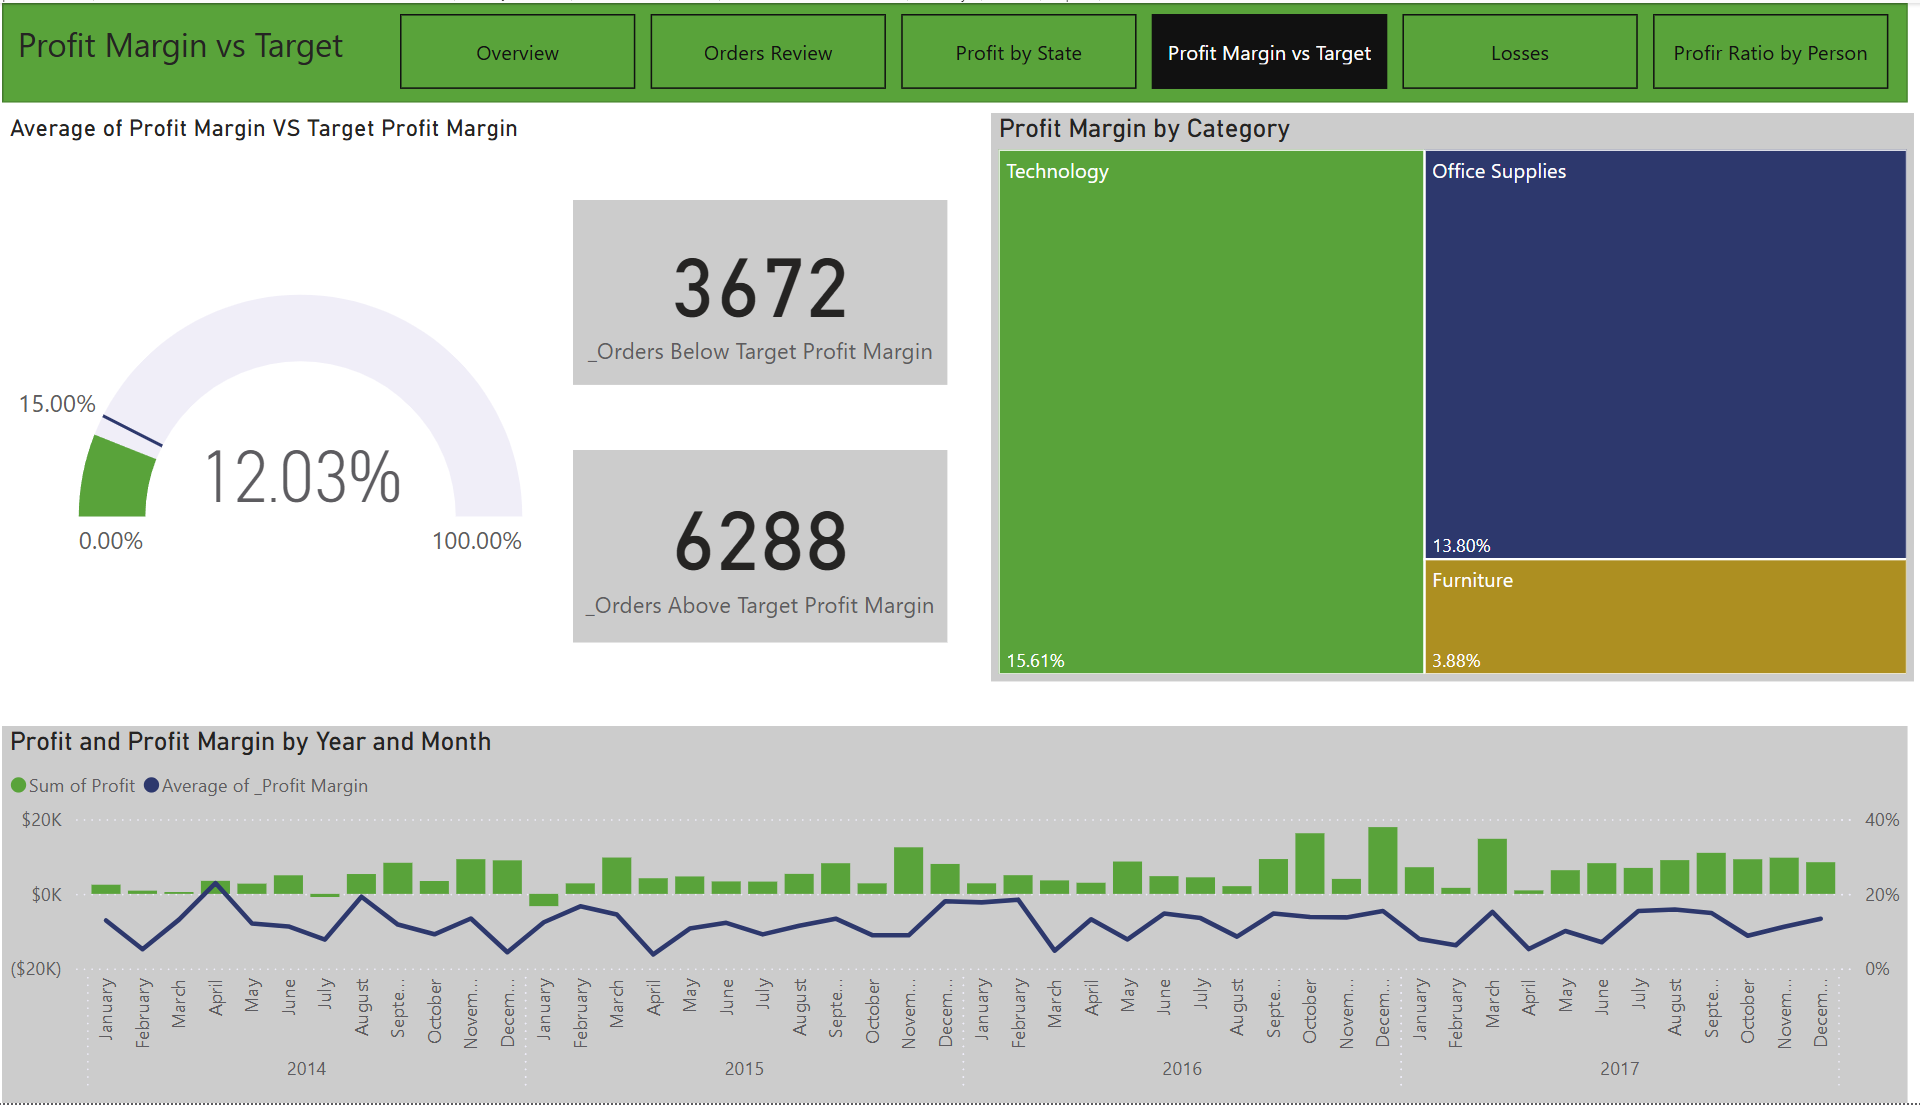 Profit Margin vs Target
Overview
Orders Review
Profit by State
Profit Margin vs Target
Losses
Profir Ratio by Person
Average of Profit Margin VS Target Profit Margin
15.00%
12.03%
0.00%
100.00%
3672
_Orders Below Target Profit Margin
6288
_Orders Above Target Profit Margin
Profit Margin by Category
Technology
15.61%
Office Supplies
13.80%
Furniture
3.88%
Profit and Profit Margin by Year and Month
Sum of Profit
Average of _Profit Margin
$20K
$0K
($20K)
40%
20%
0%
January
February
March
April
May
June
July
August
Septe...
October
Novem...
Decem...
January
February
March
April
May
June
July
August
Septe...
October
Novem...
Decem...
January
February
March
April
May
June
July
August
Septe...
October
Novem...
Decem...
January
February
March
April
May
June
July
August
Septe...
October
Novem...
Decem...
2014
2015
2016
2017